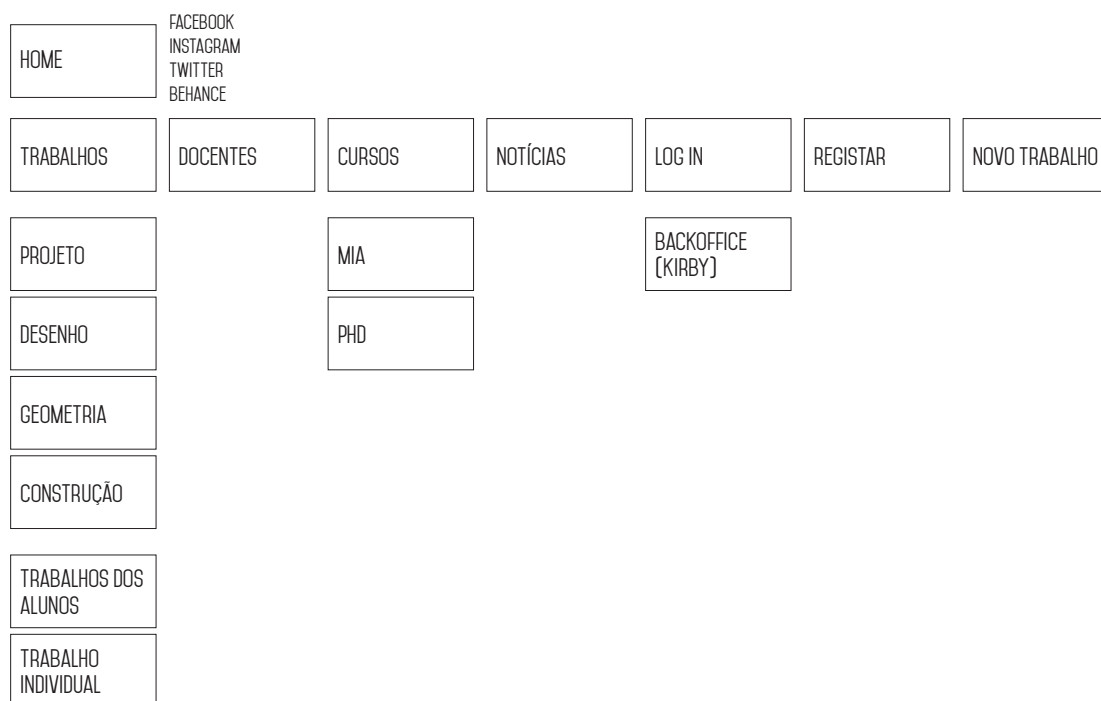 HOME
FACEBOOK
INSTAGRAM
TWITTER
BEHANCE
TRABALHOS
DOCENTES
CURSOS
NOTÍCIAS
LOG IN
REGISTAR
NOVO TRABALHO
PROJETO
MIA
BACKOFFICE
(KIRBY)
DESENHO
PHD
GEOMETRIA
CONSTRUÇÃO
TRABALHOS DOS
ALUNOS
TRABALHO
INDIVIDUAL